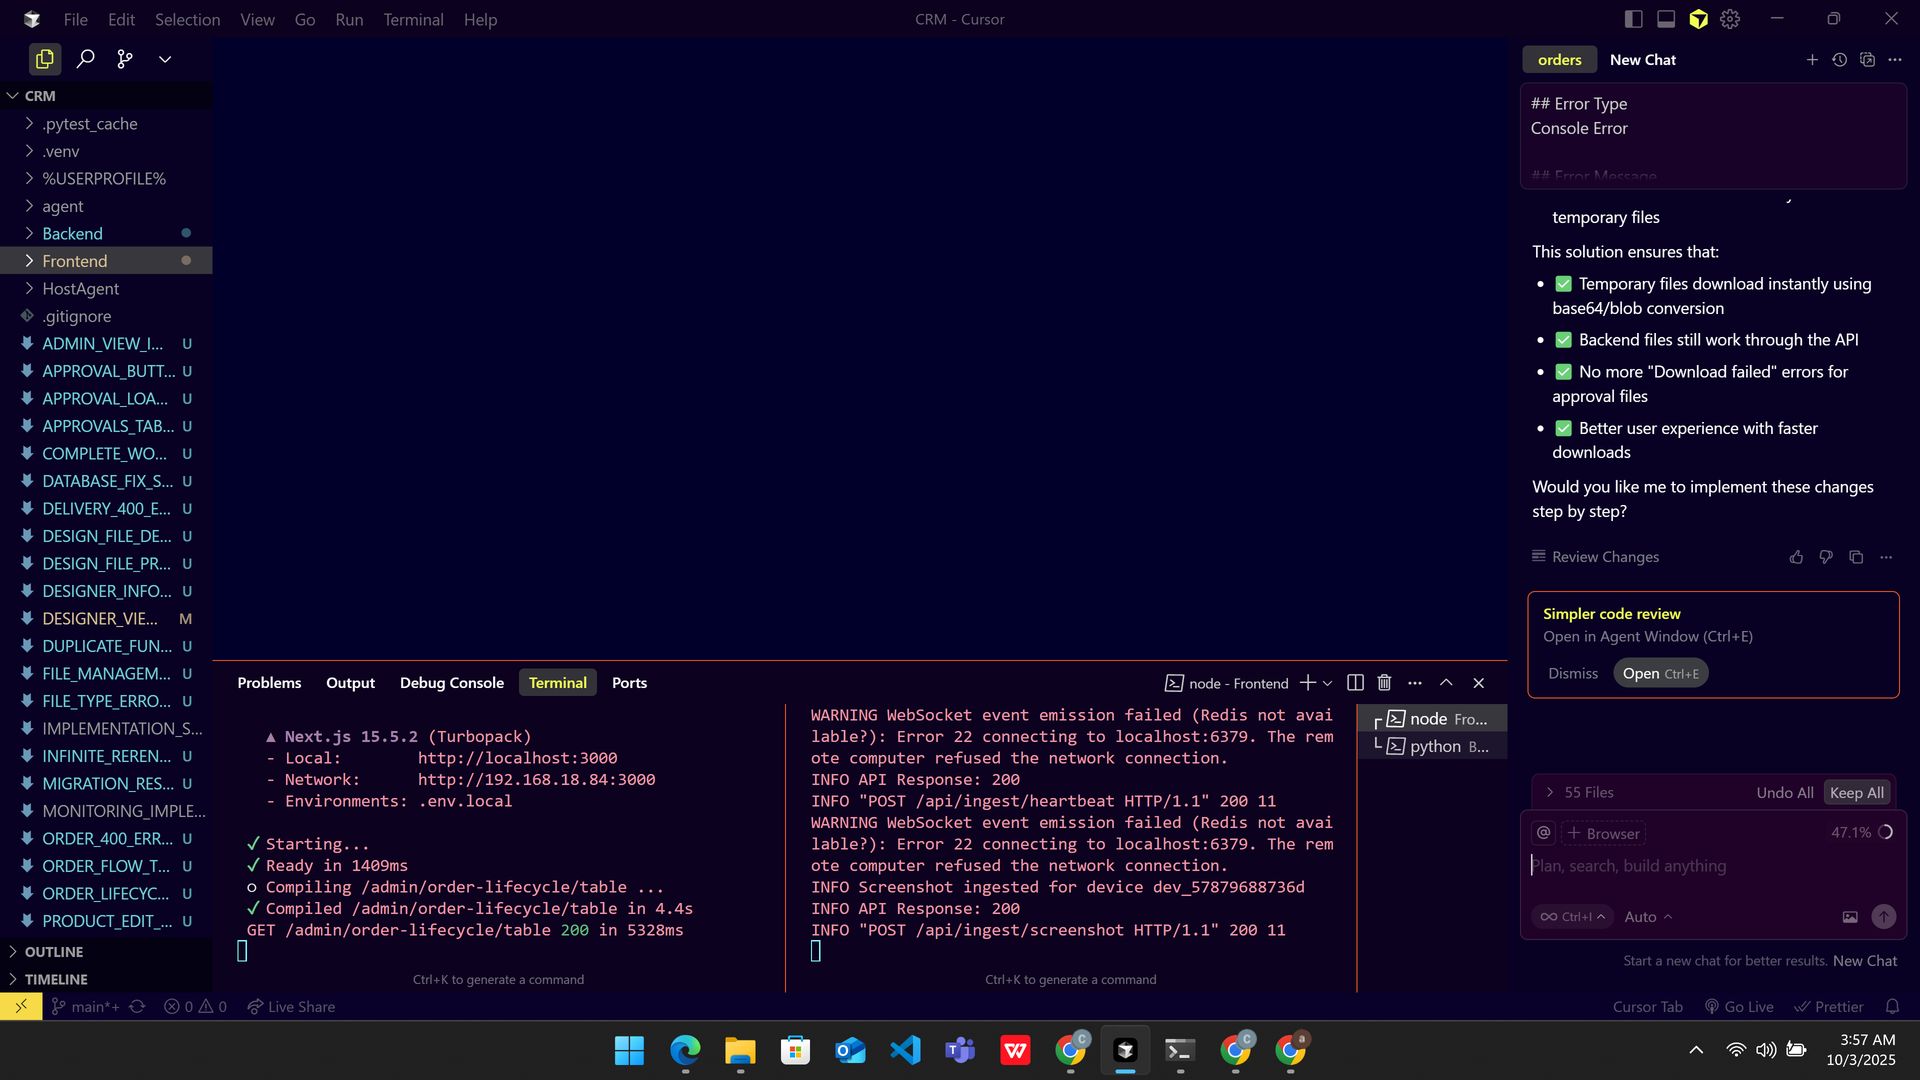 File Edit Selection View Go Run Terminal Help
CRM - Cursor
CRM
.pytest_cache
.venv
%USERPROFILE%
agent
Backend
Frontend
HostAgent
.gitignore
ADMIN_VIEW_I... U
APPROVAL_BUTT... U
APPROVAL_LOA... U
APPROVALS_TAB... U
COMPLETE_WO... U
DATABASE_FIX_S... U
DELIVERY_400_E... U
DESIGN_FILE_DE... U
DESIGN_FILE_PR... U
DESIGNER_INFO... U
DESIGNER_VIE... M
DUPLICATE_FUN... U
FILE_MANAGEM... U
FILE_TYPE_ERRO... U
IMPLEMENTATION_S...
INFINITE_REREN... U
MIGRATION_RES... U
MONITORING_IMPLE...
ORDER_400_ERR... U
ORDER_FLOW_T... U
ORDER_LIFECYC... U
PRODUCT_EDIT_... U
OUTLINE
TIMELINE
Problems Output Debug Console Terminal Ports
node - Frontend
▲ Next.js 15.5.2 (Turbopack)
- Local: http://localhost:3000
- Network: http://192.168.18.84:3000
- Environments: .env.local
✓ Starting...
✓ Ready in 1409ms
○ Compiling /admin/order-lifecycle/table ...
✓ Compiled /admin/order-lifecycle/table in 4.4s
GET /admin/order-lifecycle/table 200 in 5328ms
Ctrl+K to generate a command
WARNING WebSocket event emission failed (Redis not avai
lable?): Error 22 connecting to localhost:6379. The rem
ote computer refused the network connection.
INFO API Response: 200
INFO "POST /api/ingest/heartbeat HTTP/1.1" 200 11
WARNING WebSocket event emission failed (Redis not avai
lable?): Error 22 connecting to localhost:6379. The rem
ote computer refused the network connection.
INFO Screenshot ingested for device dev_57879688736d
INFO API Response: 200
INFO "POST /api/ingest/screenshot HTTP/1.1" 200 11
Ctrl+K to generate a command
node Fro...
python B...
orders New Chat
## Error Type
Console Error
## Error Message
temporary files
This solution ensures that:
• ✅ Temporary files download instantly using
base64/blob conversion
• ✅ Backend files still work through the API
• ✅ No more "Download failed" errors for
approval files
• ✅ Better user experience with faster
downloads
Would you like me to implement these changes
step by step?
Review Changes
Simpler code review
Open in Agent Window (Ctrl+E)
Dismiss Open Ctrl+E
55 Files Undo All Keep All
@ + Browser 47.1%
Plan, search, build anything
∞ Ctrl+I Auto
Start a new chat for better results. New Chat
main*+ 0 0 Live Share
Cursor Tab Go Live Prettier
3:57 AM
10/3/2025